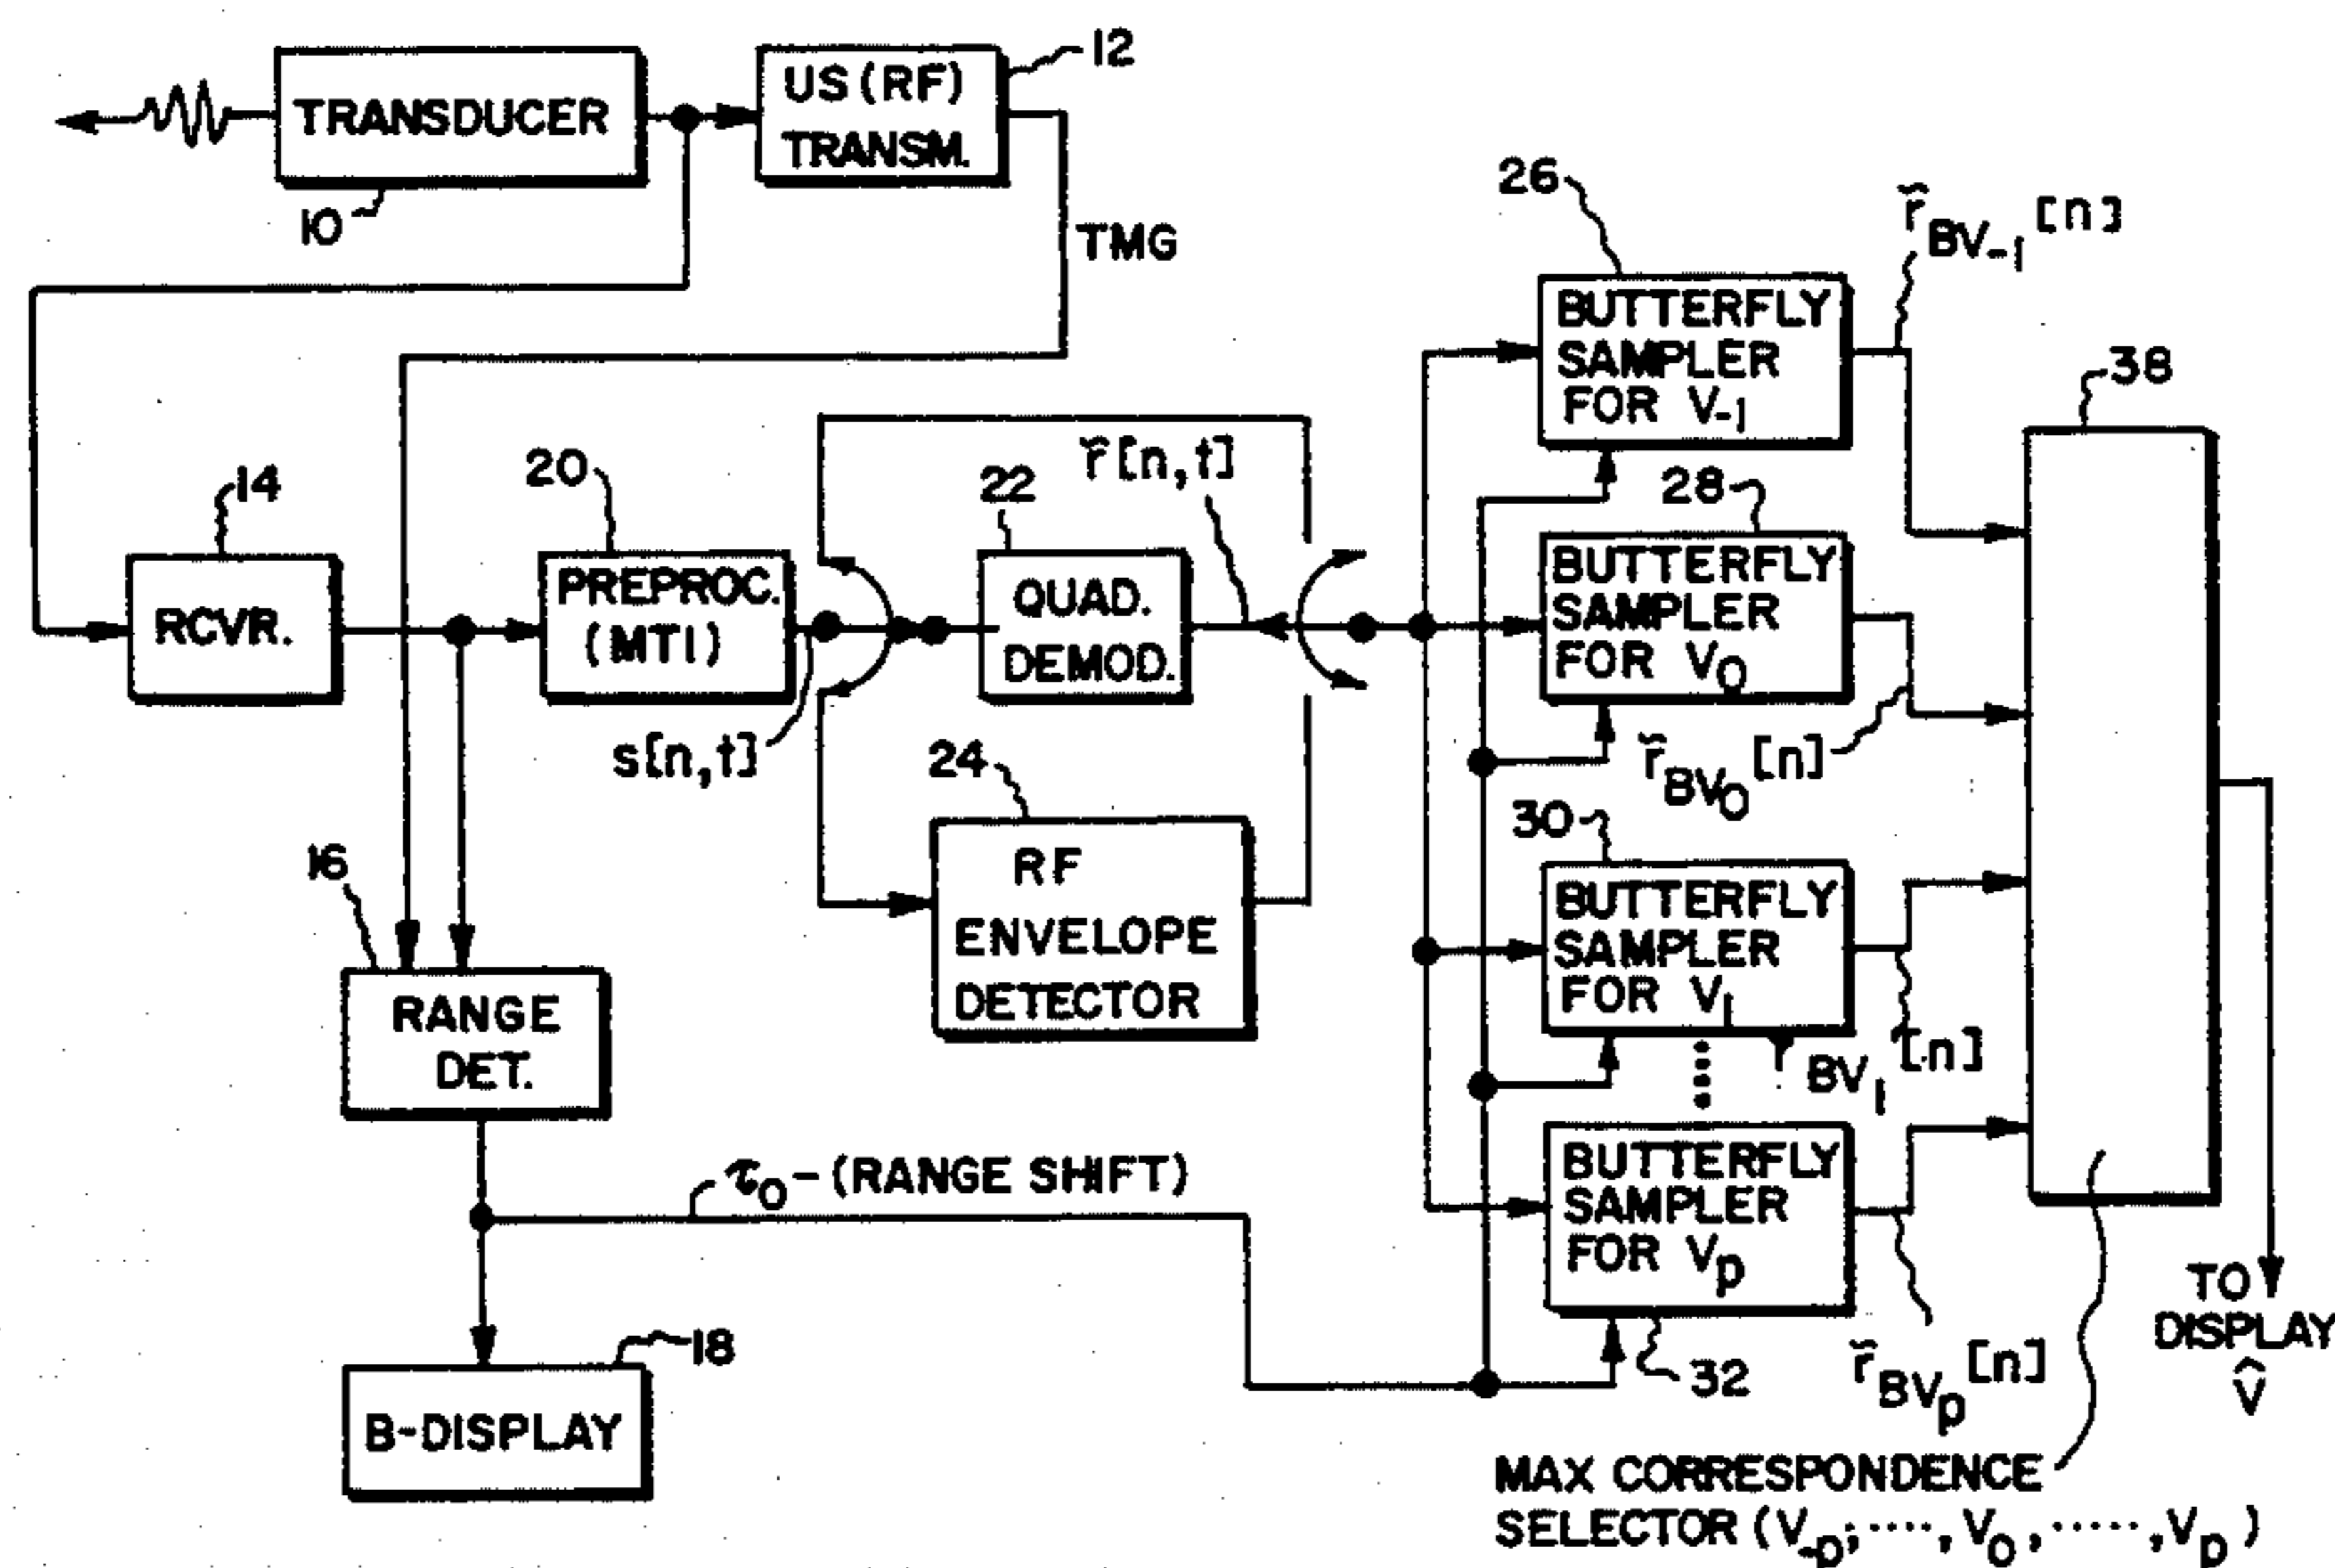 TRANSDUCER
10
US (RF)
TRANSM.
12
TMG
14
RCVR.
20
PREPROC.
(MTI)
s[n,t]
22
QUAD.
DEMOD.
r̃[n,t]
24
RF
ENVELOPE
DETECTOR
16
RANGE
DET.
τ₀-(RANGE SHIFT)
18
B-DISPLAY
26
BUTTERFLY
SAMPLER
FOR V₋₁
r̃BV₋₁[n]
28
BUTTERFLY
SAMPLER
FOR V₀
r̃BV₀[n]
30
BUTTERFLY
SAMPLER
FOR V₁
BV₁[n]
BUTTERFLY
SAMPLER
FOR Vp
32
r̃BVp[n]
38
TO
DISPLAY
V̂
MAX CORRESPONDENCE
SELECTOR (V₋p,····,V₀,·····,Vp)